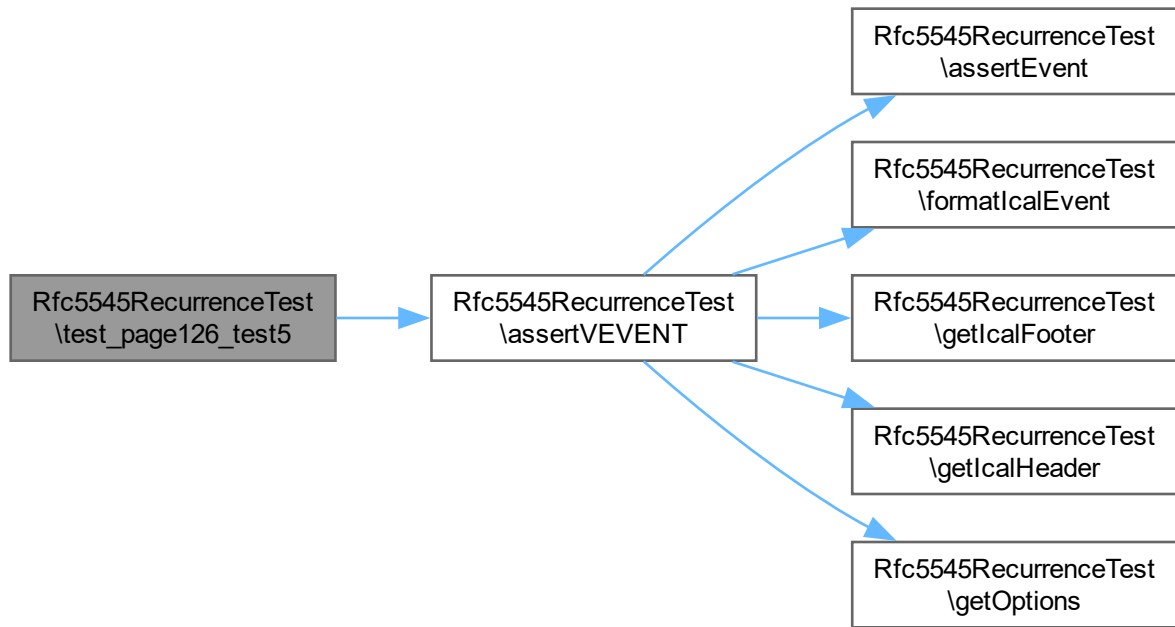 Rfc5545RecurrenceTest
\test_page126_test5
Rfc5545RecurrenceTest
\assertVEVENT
Rfc5545RecurrenceTest
\assertEvent
Rfc5545RecurrenceTest
\formatIcalEvent
Rfc5545RecurrenceTest
\getIcalFooter
Rfc5545RecurrenceTest
\getIcalHeader
Rfc5545RecurrenceTest
\getOptions